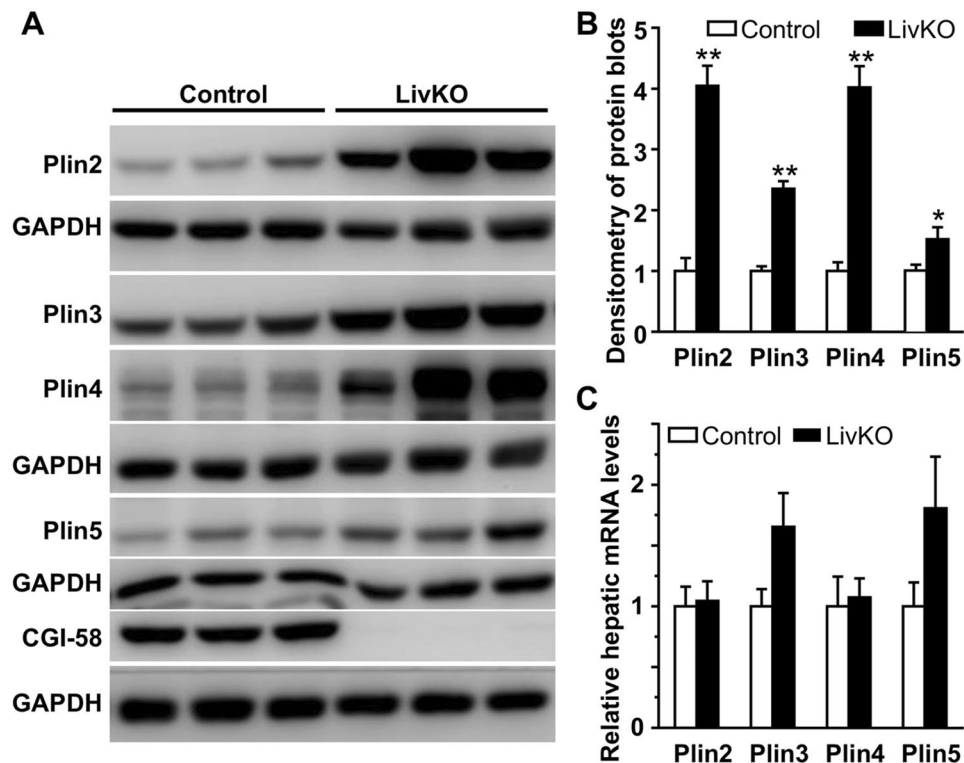 A
Control LivKO
Plin2
GAPDH
Plin3
Plin4
GAPDH
Plin5
GAPDH
CGI-58
GAPDH
B
Control LivKO
Densitometry of protein blots
5
4
3
2
1
0
** ** ** *
Plin2 Plin3 Plin4 Plin5
C
Control LivKO
Relative hepatic mRNA levels
2
1
0
Plin2 Plin3 Plin4 Plin5